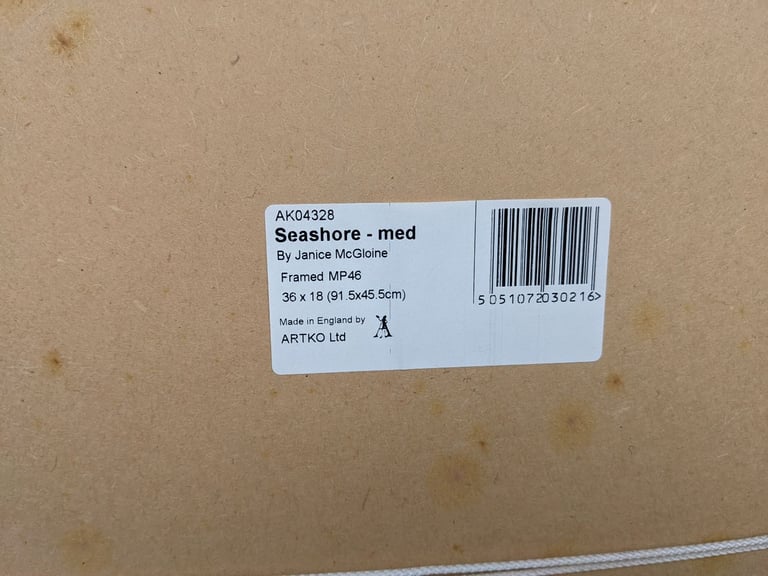 AK04328
Seashore - med
By Janice McGloine
Framed MP46
36 x 18 (91.5x45.5cm)
Made in England by
ARTKO Ltd
5 051072 030216>